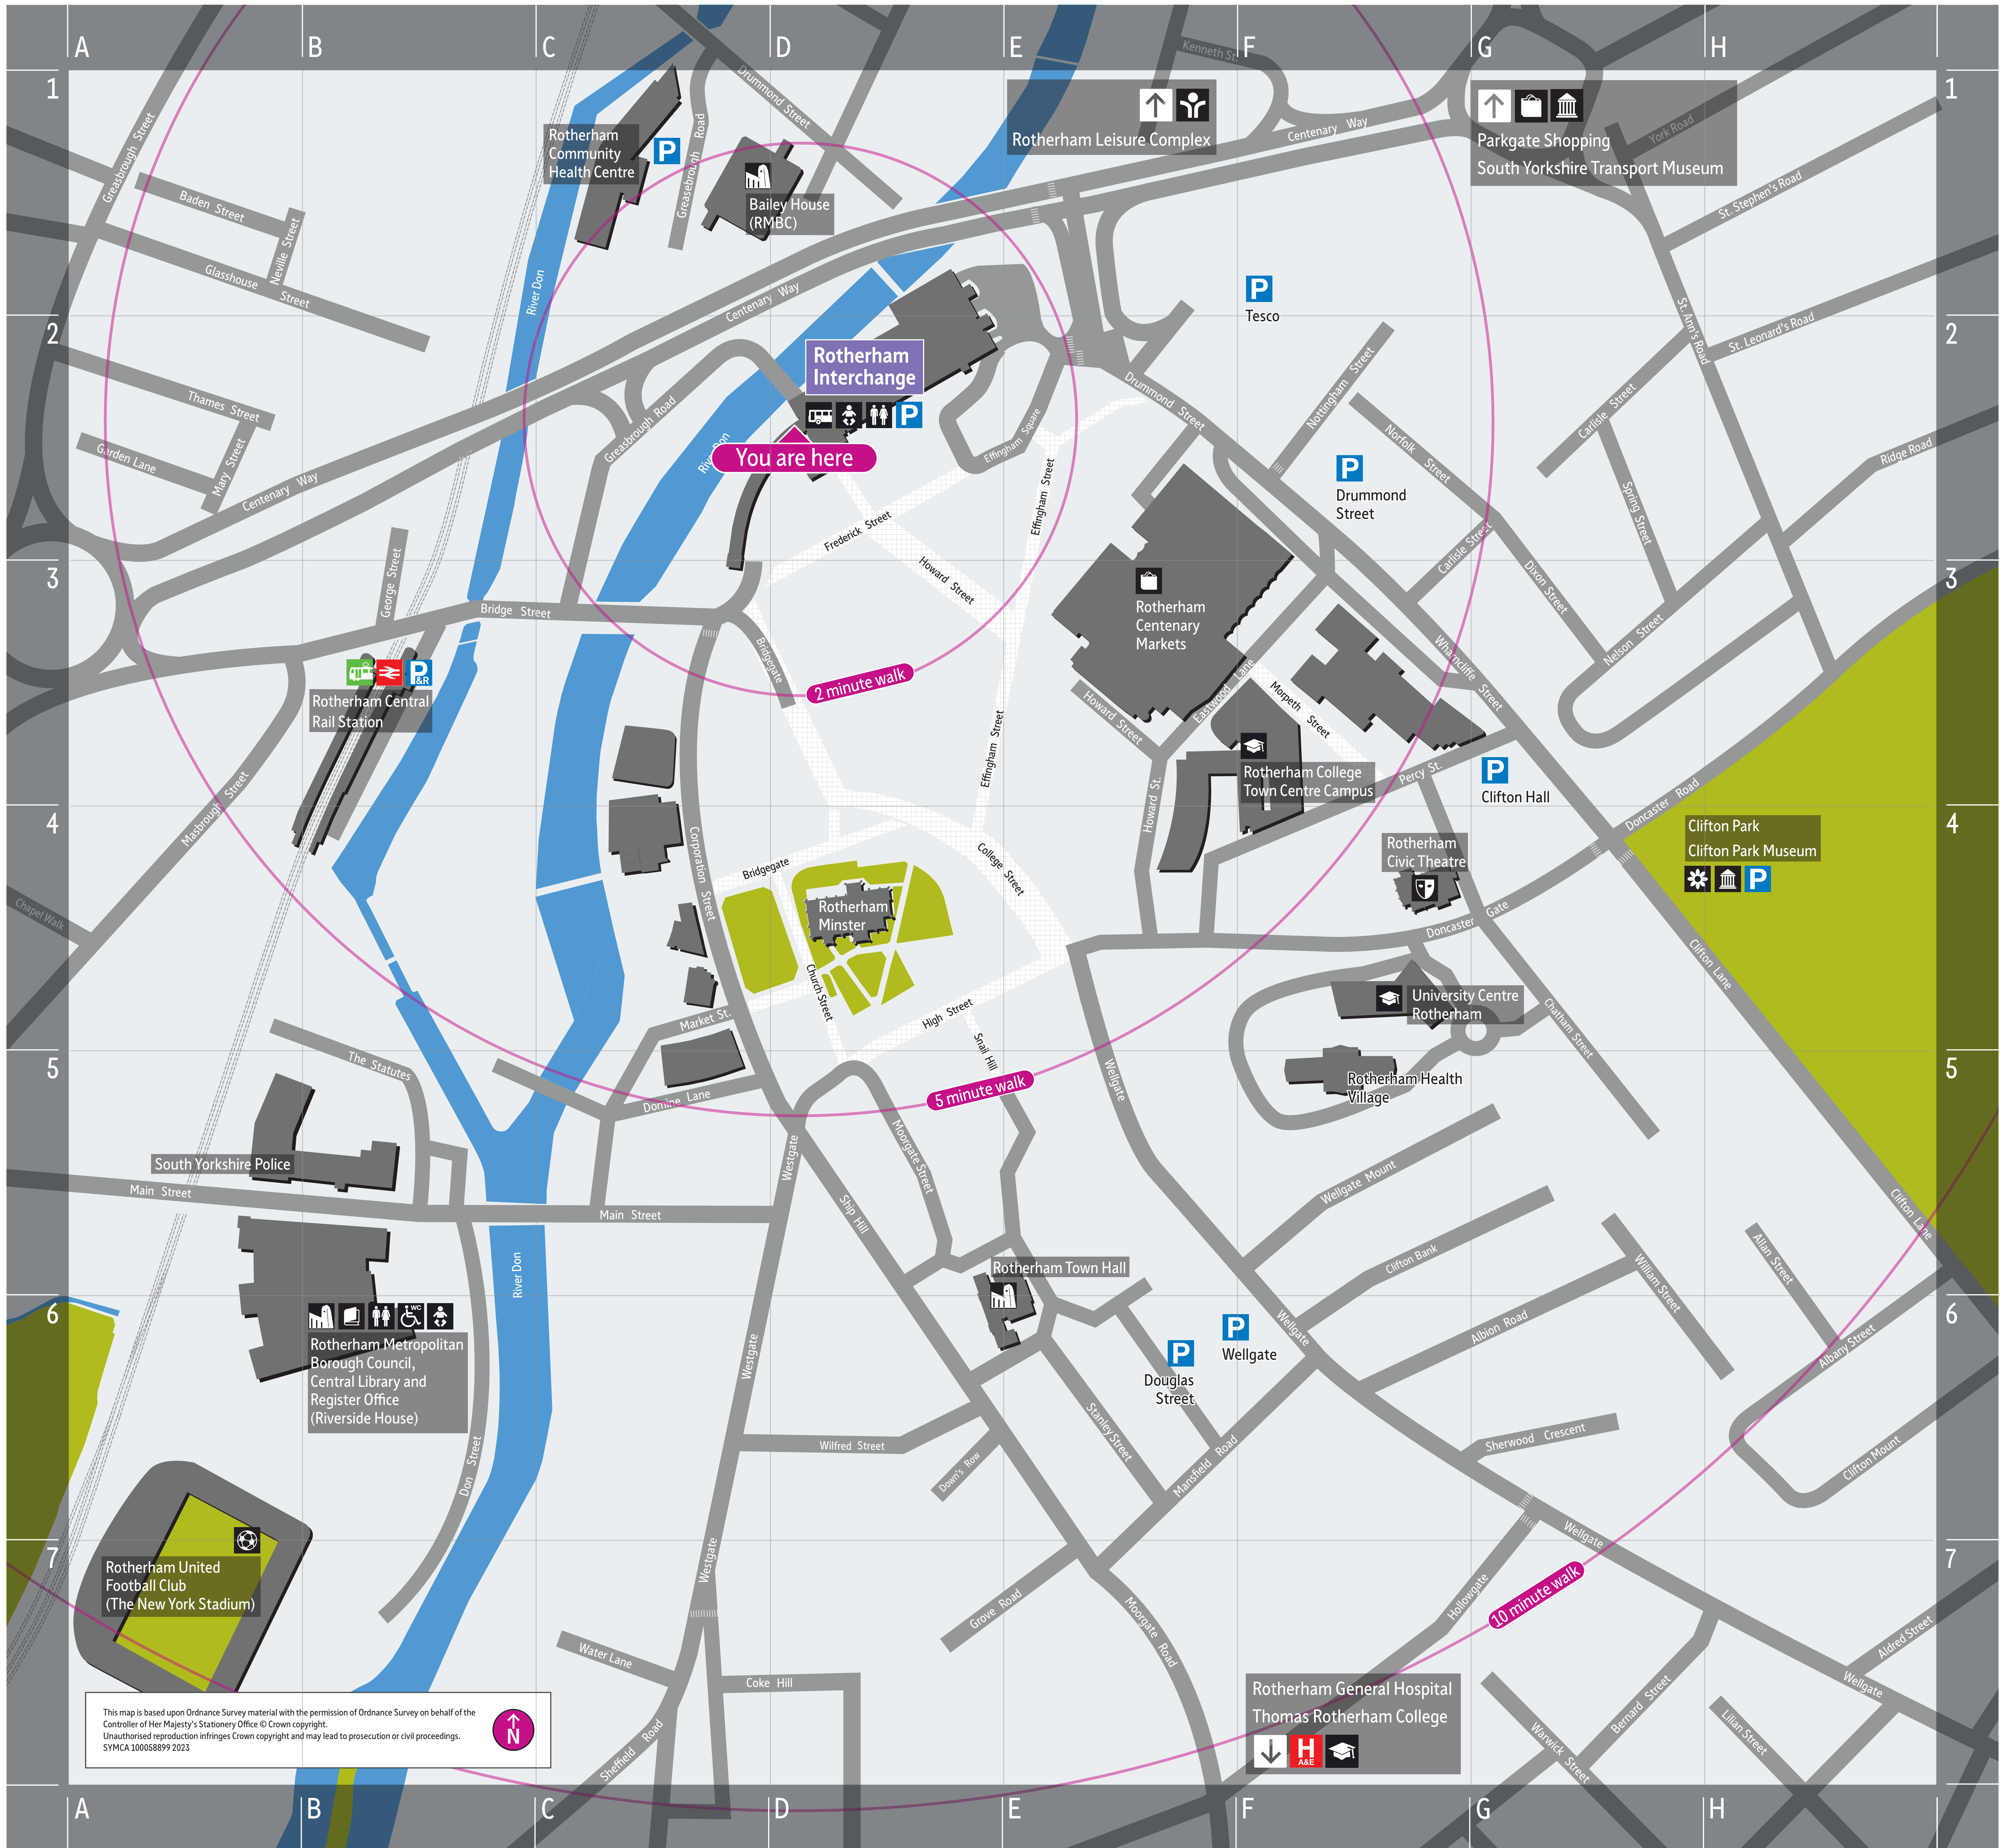 A B C D E F G H
1 1
2 2
3 3
4 4
5 5
6 6
7 7
A B C D E F G H
Kenneth St.
Centenary Way
Rotherham Leisure Complex
Parkgate Shopping
South Yorkshire Transport Museum
York Road
St. Stephen's Road
Greasbrough Street
Baden Street
Neville Street
Glasshouse Street
River Don
Rotherham
Community
Health Centre
P
Greasebrough Road
Drummond Street
Bailey House
(RMBC)
Centenary Way
P
Tesco
St. Ann's Road
St. Leonard's Road
Thames Street
Garden Lane
Mary Street
Centenary Way
Greasbrough Road
River Don
Rotherham
Interchange
P
You are here
Effingham Square
Effingham Street
Drummond Street
Nottingham Street
Norfolk Street
P
Drummond
Street
Carlisle Street
Spring Street
Ridge Road
Carlisle Street
Dixon Street
Nelson Street
George Street
Bridge Street
Frederick Street
Howard Street
Bridgegate
2 minute walk
Rotherham
Centenary
Markets
Wharncliffe Street
P
&R
Rotherham Central
Rail Station
Masbrough Street
Chapel Walk
Effingham Street
Howard Street
Eastwood Lane
Morpeth Street
Rotherham College
Town Centre Campus
Percy St.
Howard St.
P
Clifton Hall
Doncaster Road
Clifton Park
Clifton Park Museum
P
Rotherham
Civic Theatre
Doncaster Gate
Clifton Lane
Corporation Street
Bridgegate
College Street
Rotherham
Minster
Church Street
High Street
Market St.
Snail Hill
5 minute walk
Domine Lane
University Centre
Rotherham
Chatham Street
Rotherham Health
Village
Wellgate
The Statutes
South Yorkshire Police
Main Street
Main Street
Westgate
Moorgate Street
Ship Hill
Wellgate Mount
Clifton Bank
Clifton Lane
Allan Street
William Street
Albany Street
Albion Road
Rotherham Town Hall
P
Wellgate
Wellgate
P
Douglas
Street
River Don
WC
Rotherham Metropolitan
Borough Council,
Central Library and
Register Office
(Riverside House)
Don Street
Westgate
Wilfred Street
Down's Row
Stanley Street
Mansfield Road
Sherwood Crescent
Clifton Mount
Rotherham United
Football Club
(The New York Stadium)
Westgate
Grove Road
Moorgate Road
Hollowgate
Wellgate
10 minute walk
Aldred Street
Wellgate
Water Lane
Coke Hill
Sheffield Road
Rotherham General Hospital
Thomas Rotherham College
H
A&E
Warwick Street
Bernard Street
Lilian Street
This map is based upon Ordnance Survey material with the permission of Ordnance Survey on behalf of the
Controller of Her Majesty's Stationery Office © Crown copyright.
Unauthorised reproduction infringes Crown copyright and may lead to prosecution or civil proceedings.
SYMCA 100058899 2023
N